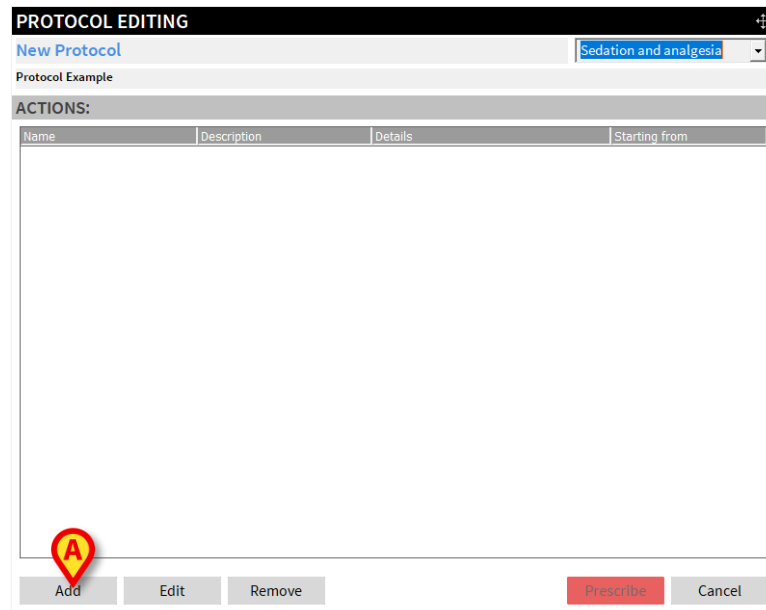 PROTOCOL EDITING
New Protocol Sedation and analgesia
Protocol Example
ACTIONS:
Name Description Details Starting from
A
Add Edit Remove Prescribe Cancel